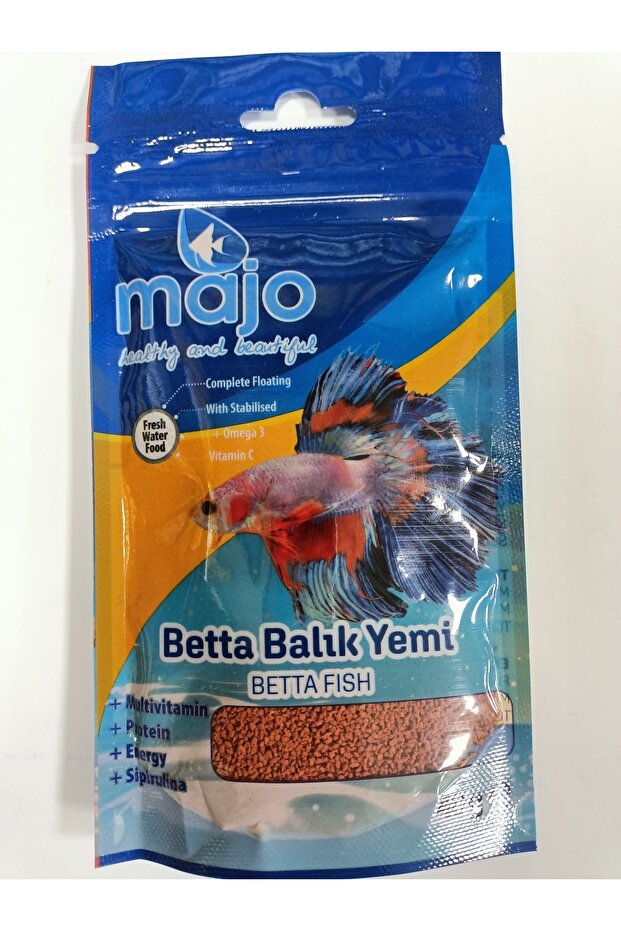 majo
healthy and beautiful
Complete Floating
With Stabilised
+ Omega 3
Vitamin C
Fresh
Water
Food
Betta Balık Yemi
BETTA FISH
+ Multivitamin
+ Protein
+ Energy
+ Sipirulina